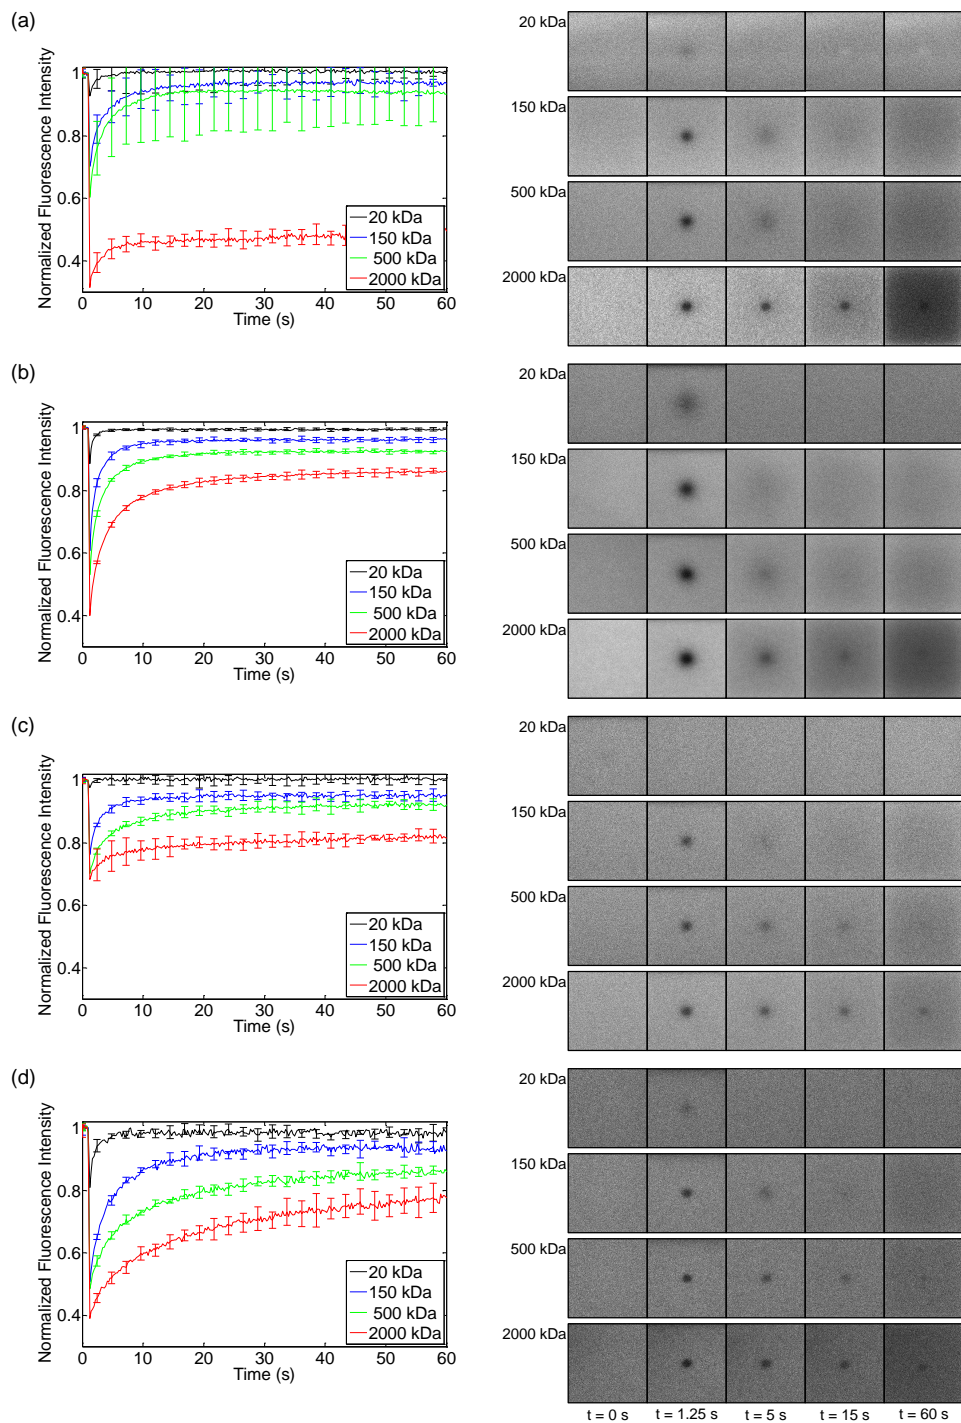 (a)
Normalized Fluorescence Intensity
1
0.8
0.6
0.4
0 10 20 30 40 50 60
Time (s)
20 kDa
150 kDa
500 kDa
2000 kDa
20 kDa
150 kDa
500 kDa
2000 kDa
(b)
Normalized Fluorescence Intensity
1
0.8
0.6
0.4
0 10 20 30 40 50 60
Time (s)
20 kDa
150 kDa
500 kDa
2000 kDa
20 kDa
150 kDa
500 kDa
2000 kDa
(c)
Normalized Fluorescence Intensity
1
0.8
0.6
0.4
0 10 20 30 40 50 60
Time (s)
20 kDa
150 kDa
500 kDa
2000 kDa
20 kDa
150 kDa
500 kDa
2000 kDa
(d)
Normalized Fluorescence Intensity
1
0.8
0.6
0.4
0 10 20 30 40 50 60
Time (s)
20 kDa
150 kDa
500 kDa
2000 kDa
20 kDa
150 kDa
500 kDa
2000 kDa
t = 0 s t = 1.25 s t = 5 s t = 15 s t = 60 s